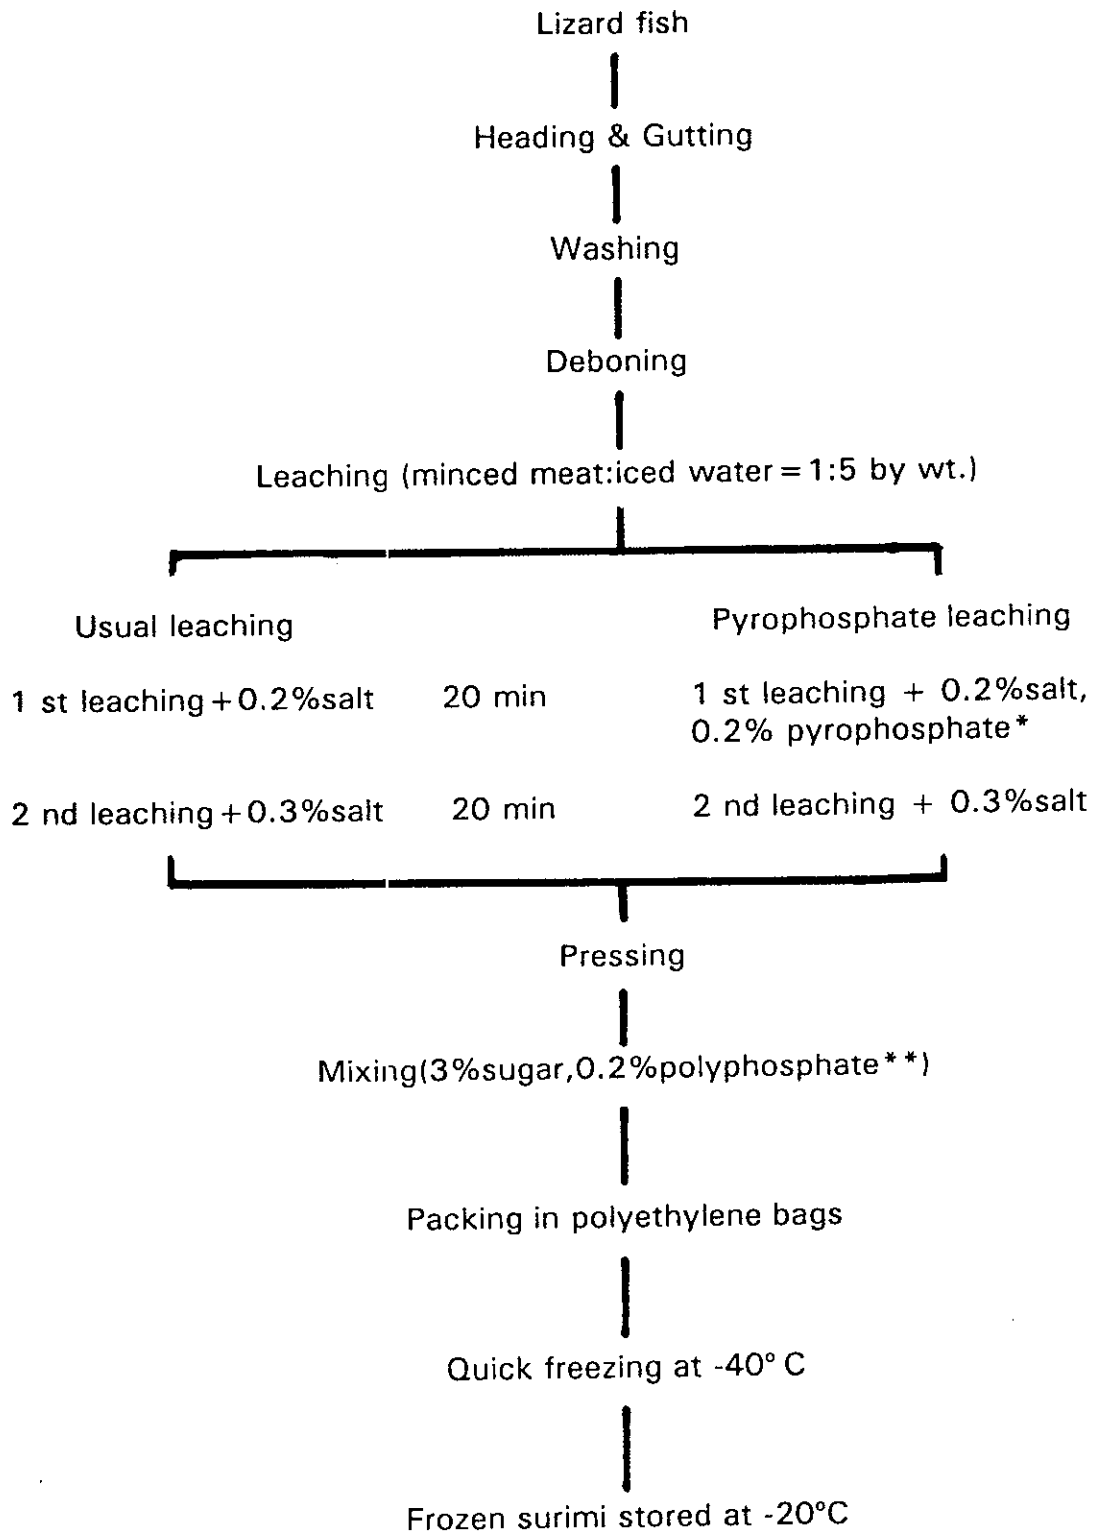 Lizard fish
Heading & Gutting
Washing
Deboning
Leaching (minced meat:iced water=1:5 by wt.)
Usual leaching
Pyrophosphate leaching
1 st leaching+0.2%salt 20 min 1 st leaching + 0.2%salt,
0.2% pyrophosphate*
2 nd leaching+0.3%salt 20 min 2 nd leaching + 0.3%salt
Pressing
Mixing(3%sugar,0.2%polyphosphate**)
Packing in polyethylene bags
Quick freezing at -40° C
Frozen surimi stored at -20°C